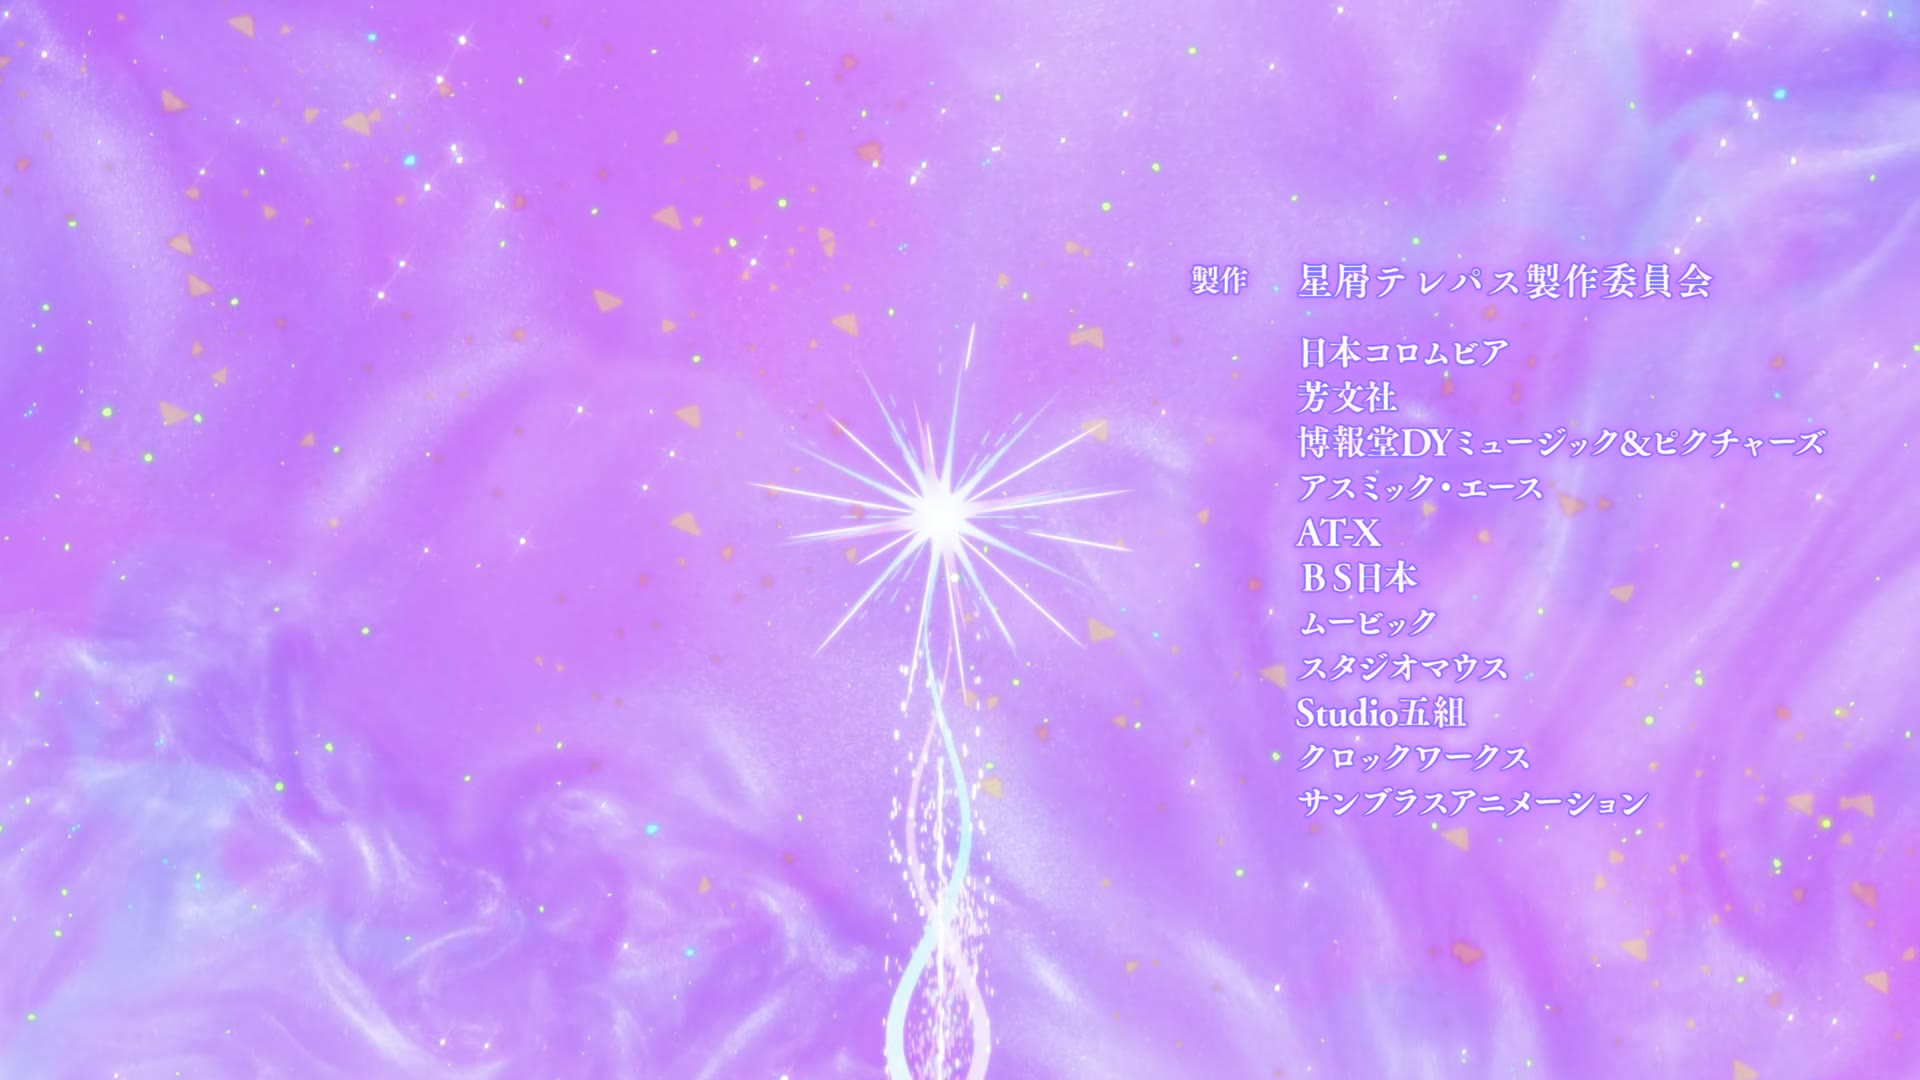 製作 星屑テレパス製作委員会
日本コロムビア
芳文社
博報堂DYミュージック&ピクチャーズ
アスミック・エース
AT-X
BS日本
ムービック
スタジオマウス
Studio五組
クロックワークス
サンブラスアニメーション